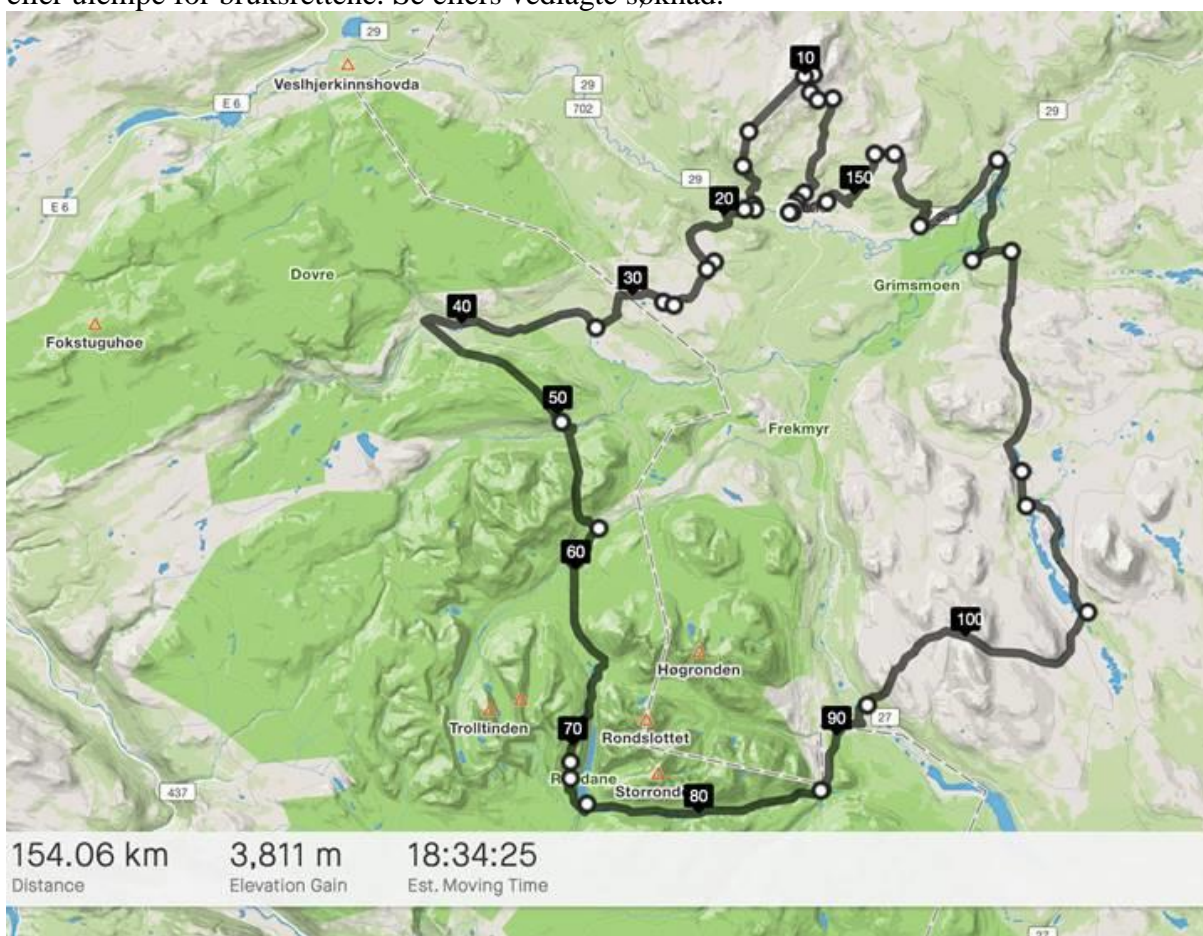 eller ulempe for bruksrettene. Se ellers vedlagte søknad.
29
10
Veslhjerkinnshovda
29
E 6
702
29
29
150
20
E 6
Dovre
30
Grimsmoen
40
Fokstuguhøe
50
Frekmyr
60
100
Høgronden
90
27
Trolltinden
70
Rondslottet
437
80
154.06 km
3,811 m
18:34:25
Distance
Elevation Gain
Est. Moving Time
27